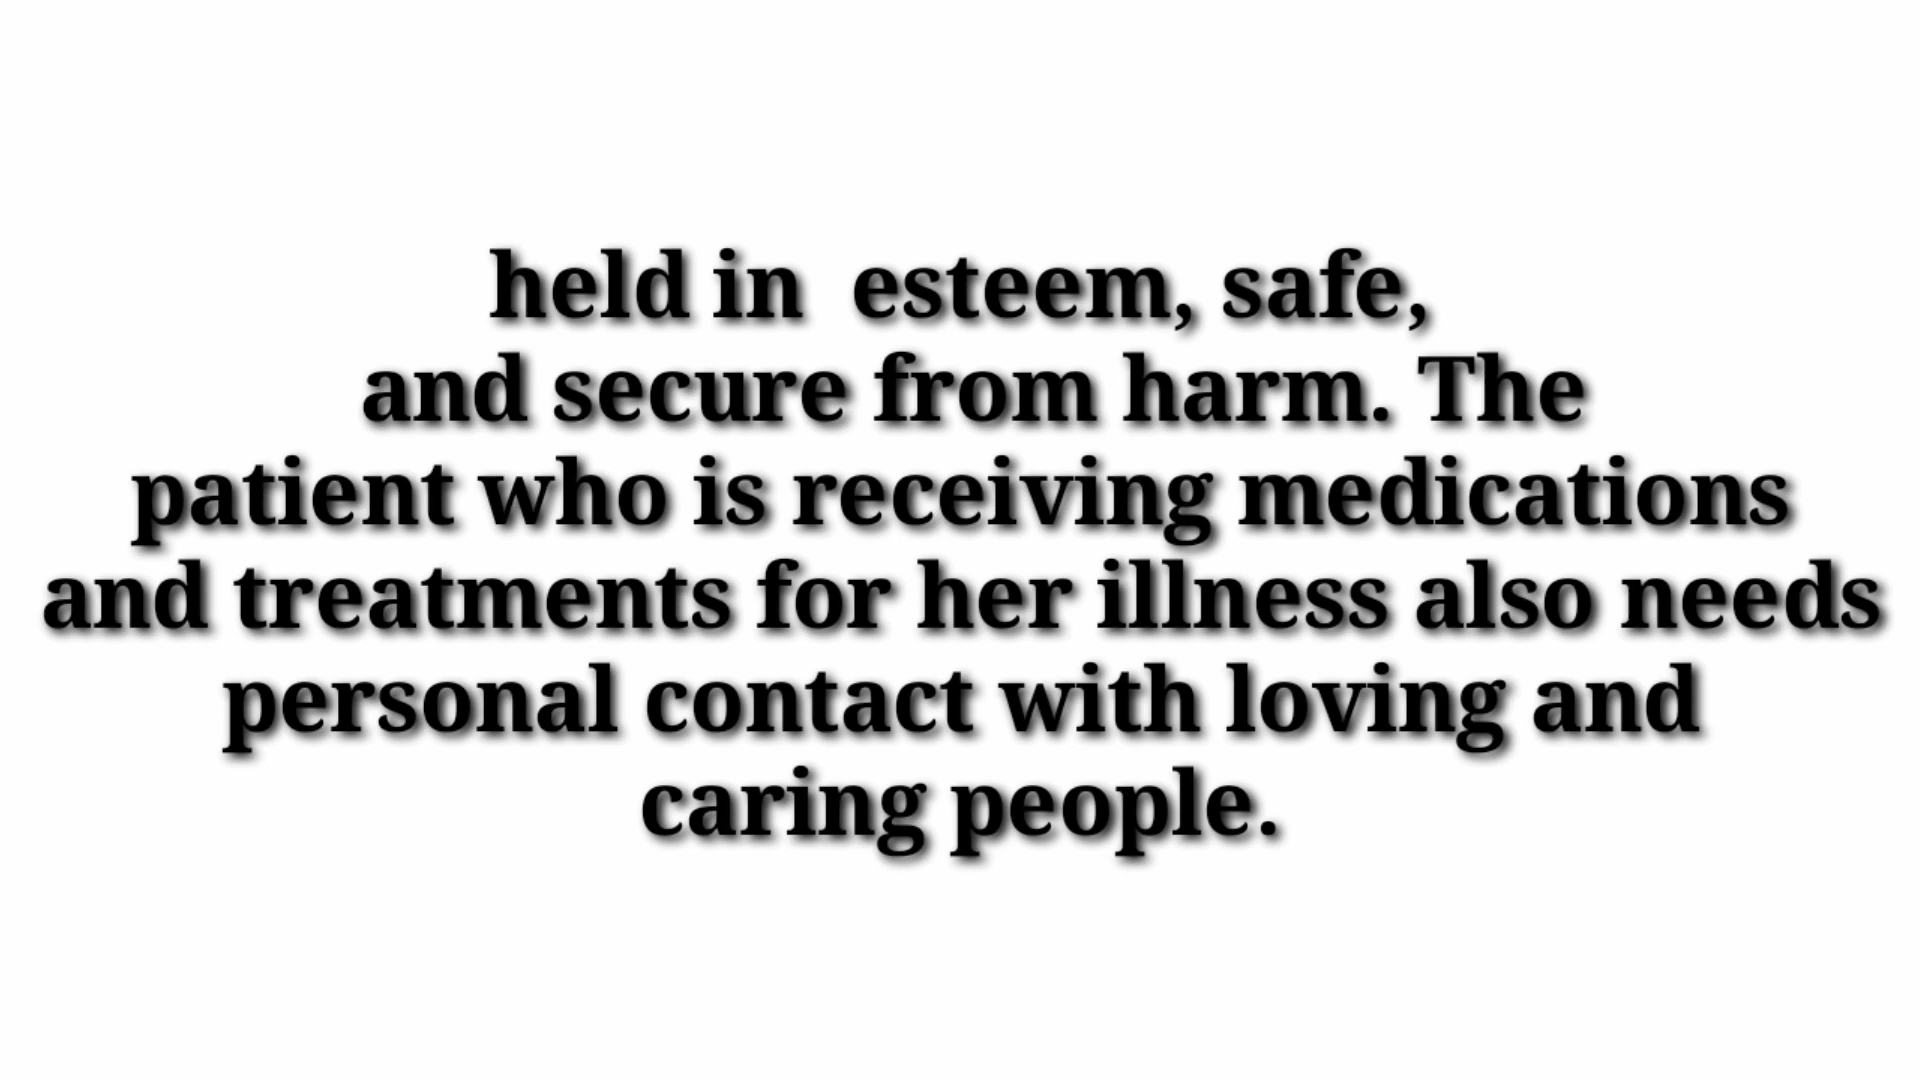 held in  esteem, safe,
and secure from harm. The
patient who is receiving medications
and treatments for her illness also needs
personal contact with loving and
caring people.